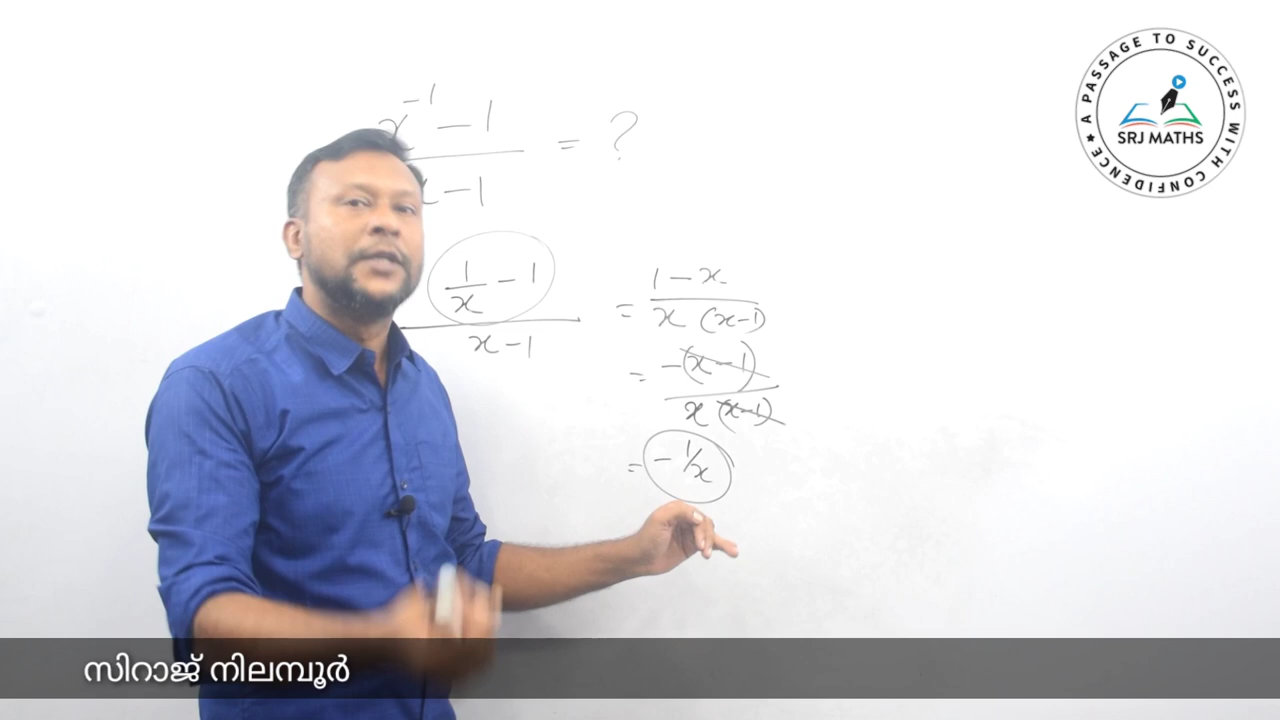 x⁻¹ – 1
x – 1
= ?
1/x – 1
x – 1
= 1 – x
x (x–1)
= –(x – 1)
x (x–1)
= – 1/x
A PASSAGE TO SUCCESS WITH CONFIDENCE
SRJ MATHS
സിറാജ് നിലമ്പൂർ